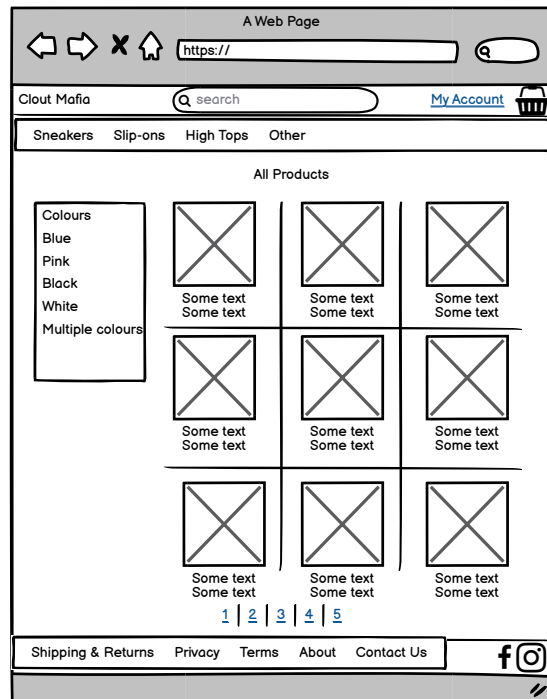 A Web Page
https://
Clout Mafia
search
My Account
Sneakers Slip-ons High Tops Other
All Products
Colours
Blue
Pink
Black
White
Multiple colours
Some text Some text Some text
Some text Some text Some text
Some text Some text Some text
Some text Some text Some text
Some text Some text Some text
Some text Some text Some text
1 | 2 | 3 | 4 | 5
Shipping & Returns Privacy Terms About Contact Us